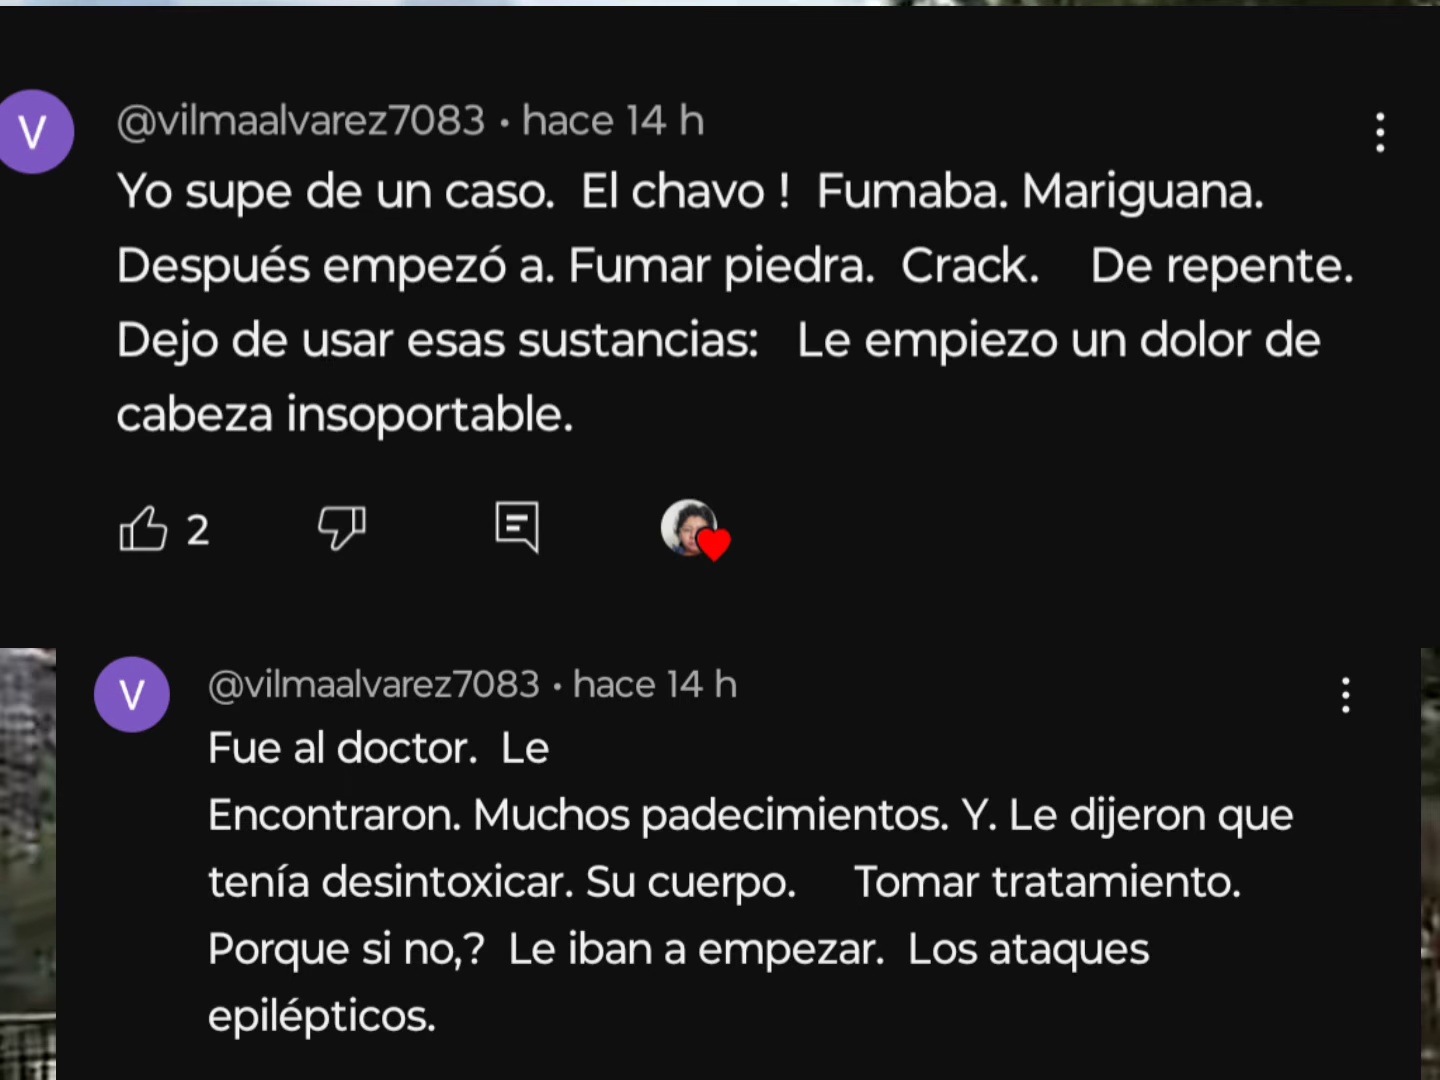 V
@vilmaalvarez7083 • hace 14 h
Yo supe de un caso. El chavo ! Fumaba. Mariguana.
Después empezó a. Fumar piedra. Crack. De repente.
Dejo de usar esas sustancias: Le empiezo un dolor de
cabeza insoportable.
2
V
@vilmaalvarez7083 • hace 14 h
Fue al doctor. Le
Encontraron. Muchos padecimientos. Y. Le dijeron que
tenía desintoxicar. Su cuerpo. Tomar tratamiento.
Porque si no,? Le iban a empezar. Los ataques
epilépticos.